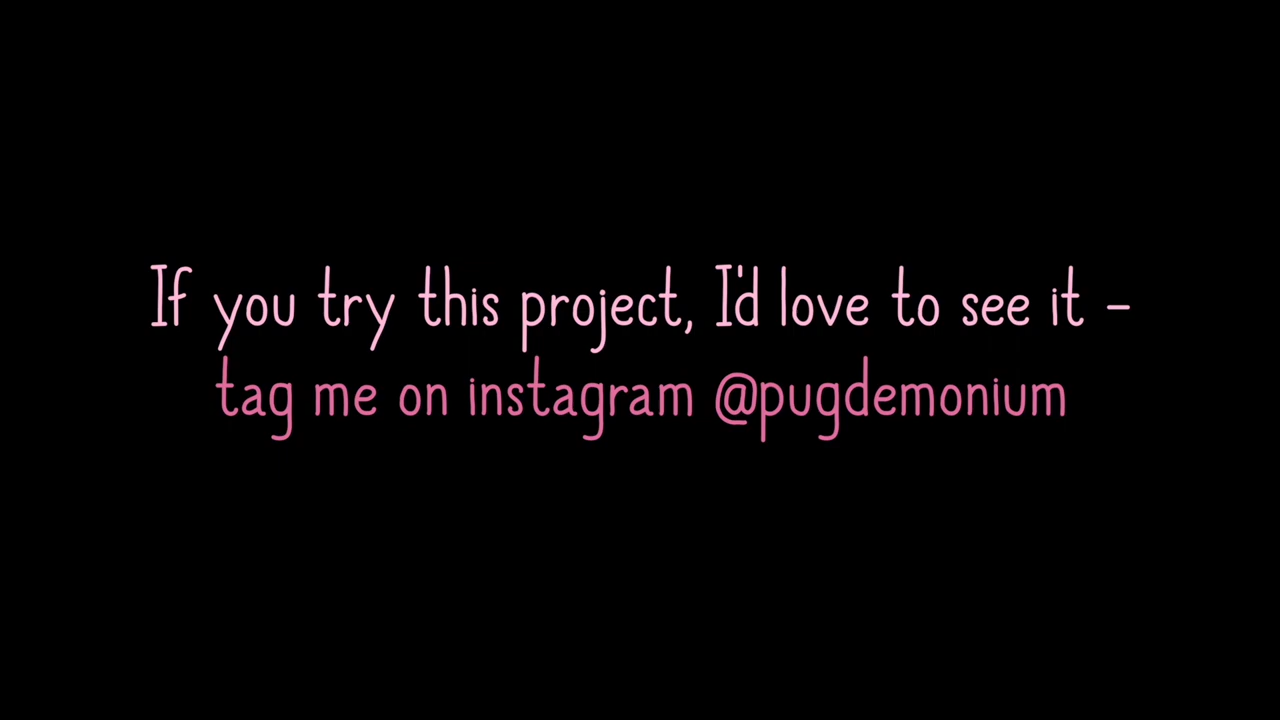 If you try this project, I'd love to see it -
tag me on instagram @pugdemonium